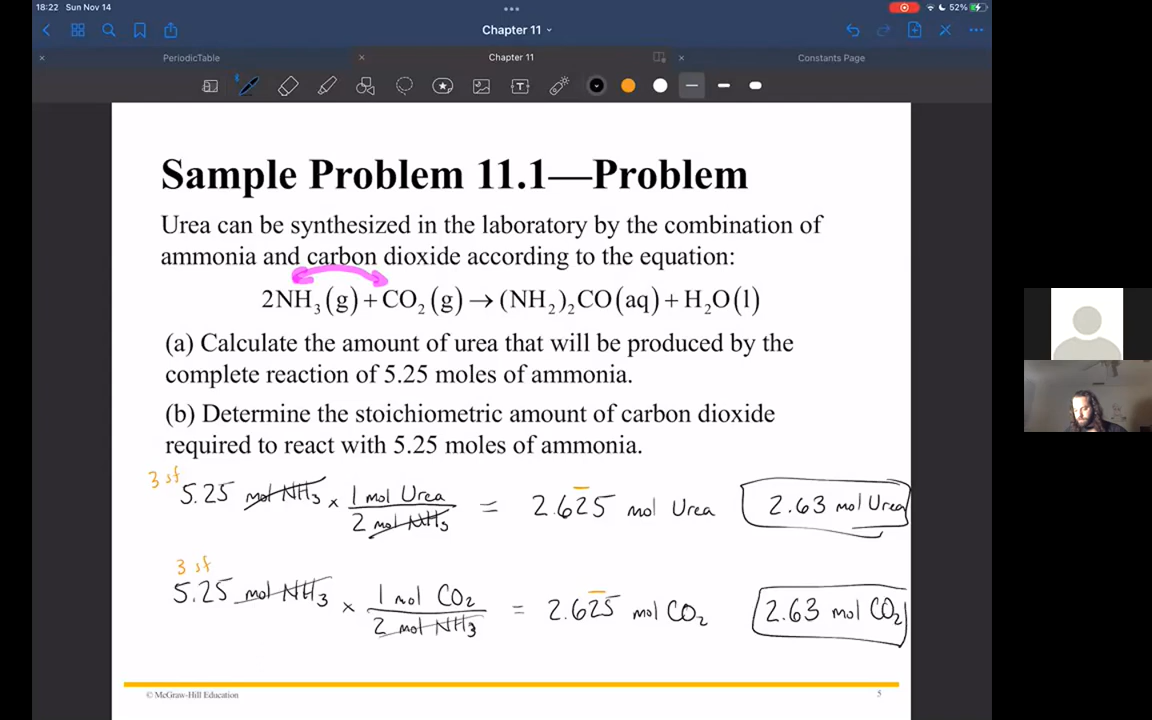 18:22 Sun Nov 14
52%
Chapter 11
PeriodicTable
Chapter 11
Constants Page
Sample Problem 11.1—Problem
Urea can be synthesized in the laboratory by the combination of
ammonia and carbon dioxide according to the equation:
2NH₃(g)+CO₂(g)→(NH₂)₂CO(aq)+H₂O(l)
(a) Calculate the amount of urea that will be produced by the
complete reaction of 5.25 moles of ammonia.
(b) Determine the stoichiometric amount of carbon dioxide
required to react with 5.25 moles of ammonia.
3 sf
5.25 mol NH₃ × 1 mol Urea / 2 mol NH₃ = 2.625 mol Urea 2.63 mol Urea
3 sf
5.25 mol NH₃ × 1 mol CO₂ / 2 mol NH₃ = 2.625 mol CO₂ 2.63 mol CO₂
© McGraw-Hill Education
5